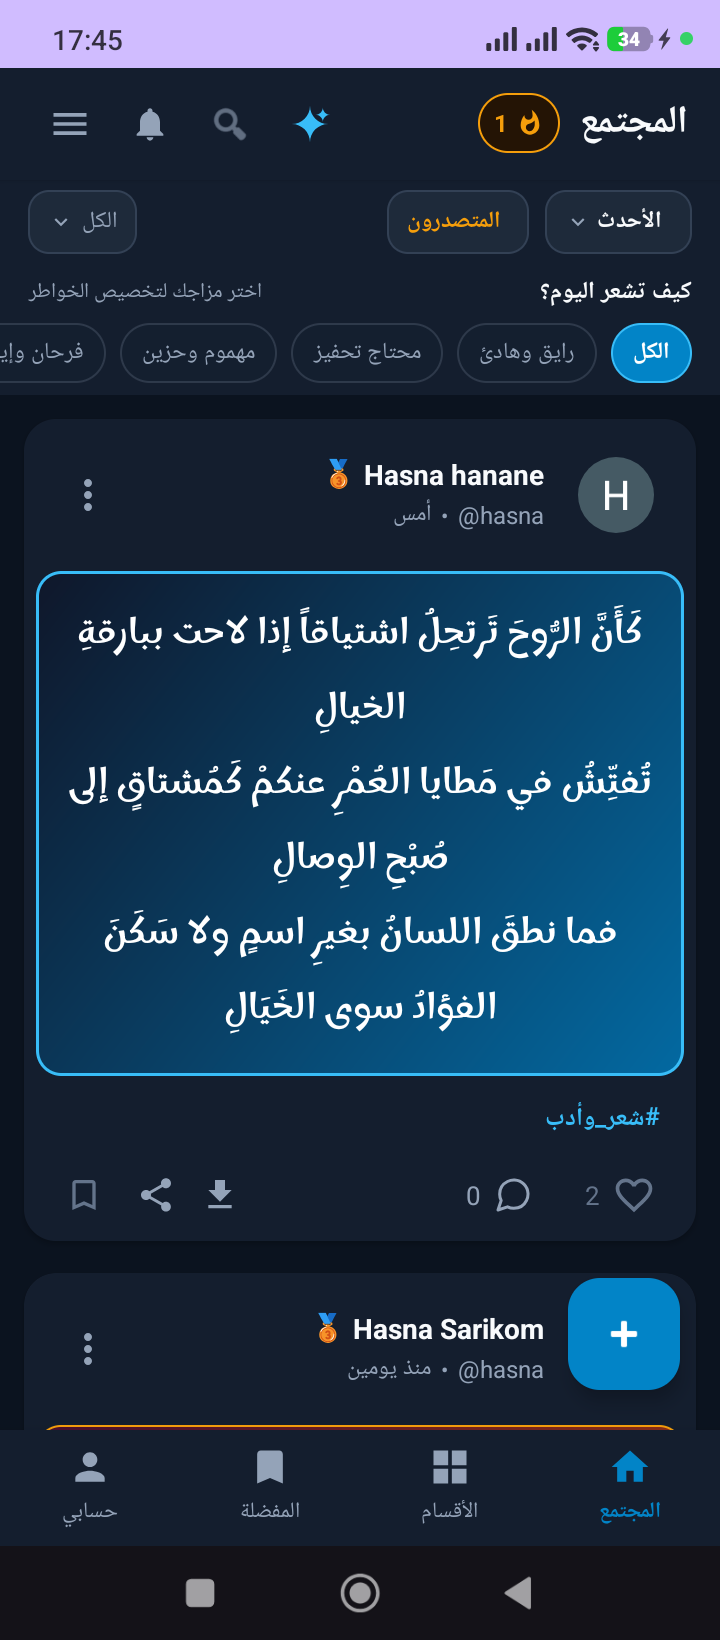 17:45
34
المجتمع
1
الأحدث
المتصدرون
الكل
كيف تشعر اليوم؟
اختر مزاجك لتخصيص الخواطر
الكل
رايق وهادئ
محتاج تحفيز
مهموم وحزين
فرحان وإي
H
Hasna hanane
@hasna • أمس
كَأَنَّ الرُّوحَ تَرتحِلُ اشتياقاً إذا لاحت ببارقةِ
الخيالِ
تُفتِّشُ في مَطايا العُمْرِ عنكمْ كَمُشتاقٍ إلى
صُبْحِ الوِصالِ
فما نطقَ اللسانُ بغيرِ اسمٍ ولا سَكَنَ
الفؤادُ سوى الخَيَالِ
#شعر_وأدب
2
0
Hasna Sarikom
@hasna • منذ يومين
المجتمع
الأقسام
المفضلة
حسابي